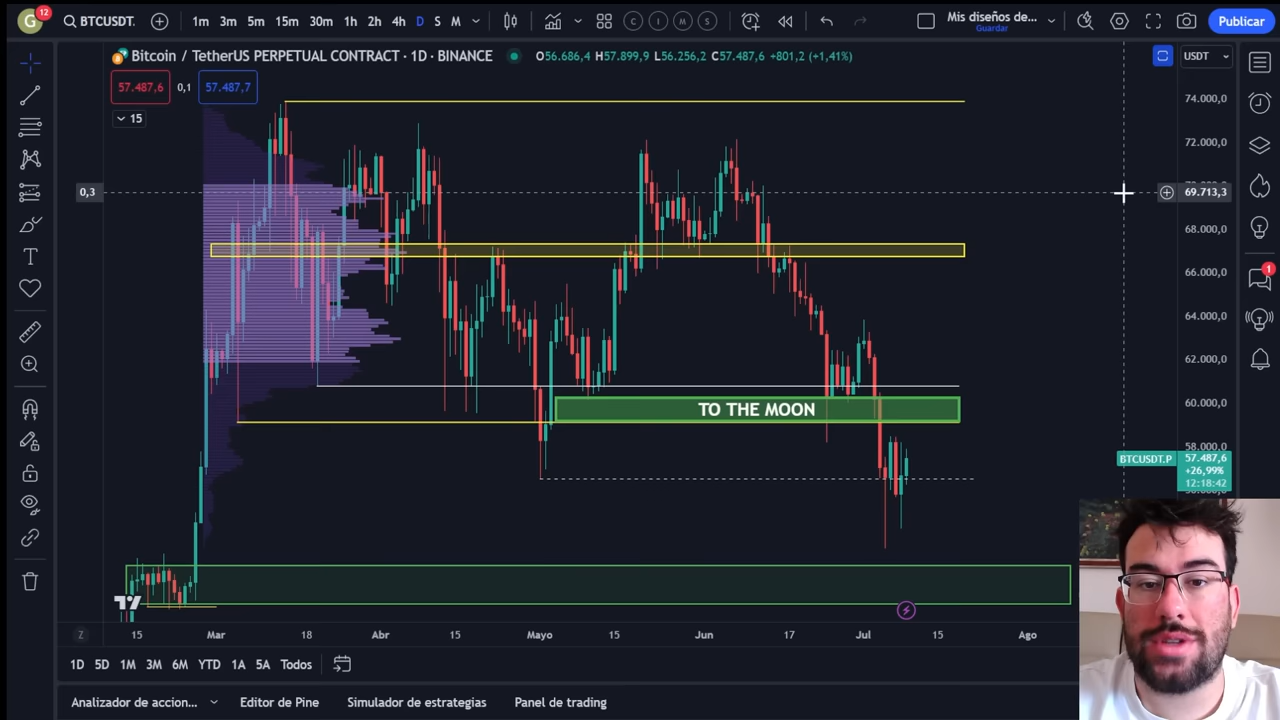 G
12
BTCUSDT.
1m 3m 5m 15m 30m 1h 2h 4h D S M
C I M S
Mis diseños de...
Guardar
Publicar
Bitcoin / TetherUS PERPETUAL CONTRACT · 1D · BINANCE
O56.686,4 H57.899,9 L56.256,2 C57.487,6 +801,2 (+1,41%)
USDT
57.487,6
0,1
57.487,7
15
74.000,0
72.000,0
0,3
69.713,3
68.000,0
66.000,0
64.000,0
62.000,0
60.000,0
TO THE MOON
58.000,0
BTCUSDT.P
57.487,6
+26,99%
12:18:42
1
Z
15 Mar 18 Abr 15 Mayo 15 Jun 17 Jul 15 Ago
1D 5D 1M 3M 6M YTD 1A 5A Todos
Analizador de accion... Editor de Pine Simulador de estrategias Panel de trading